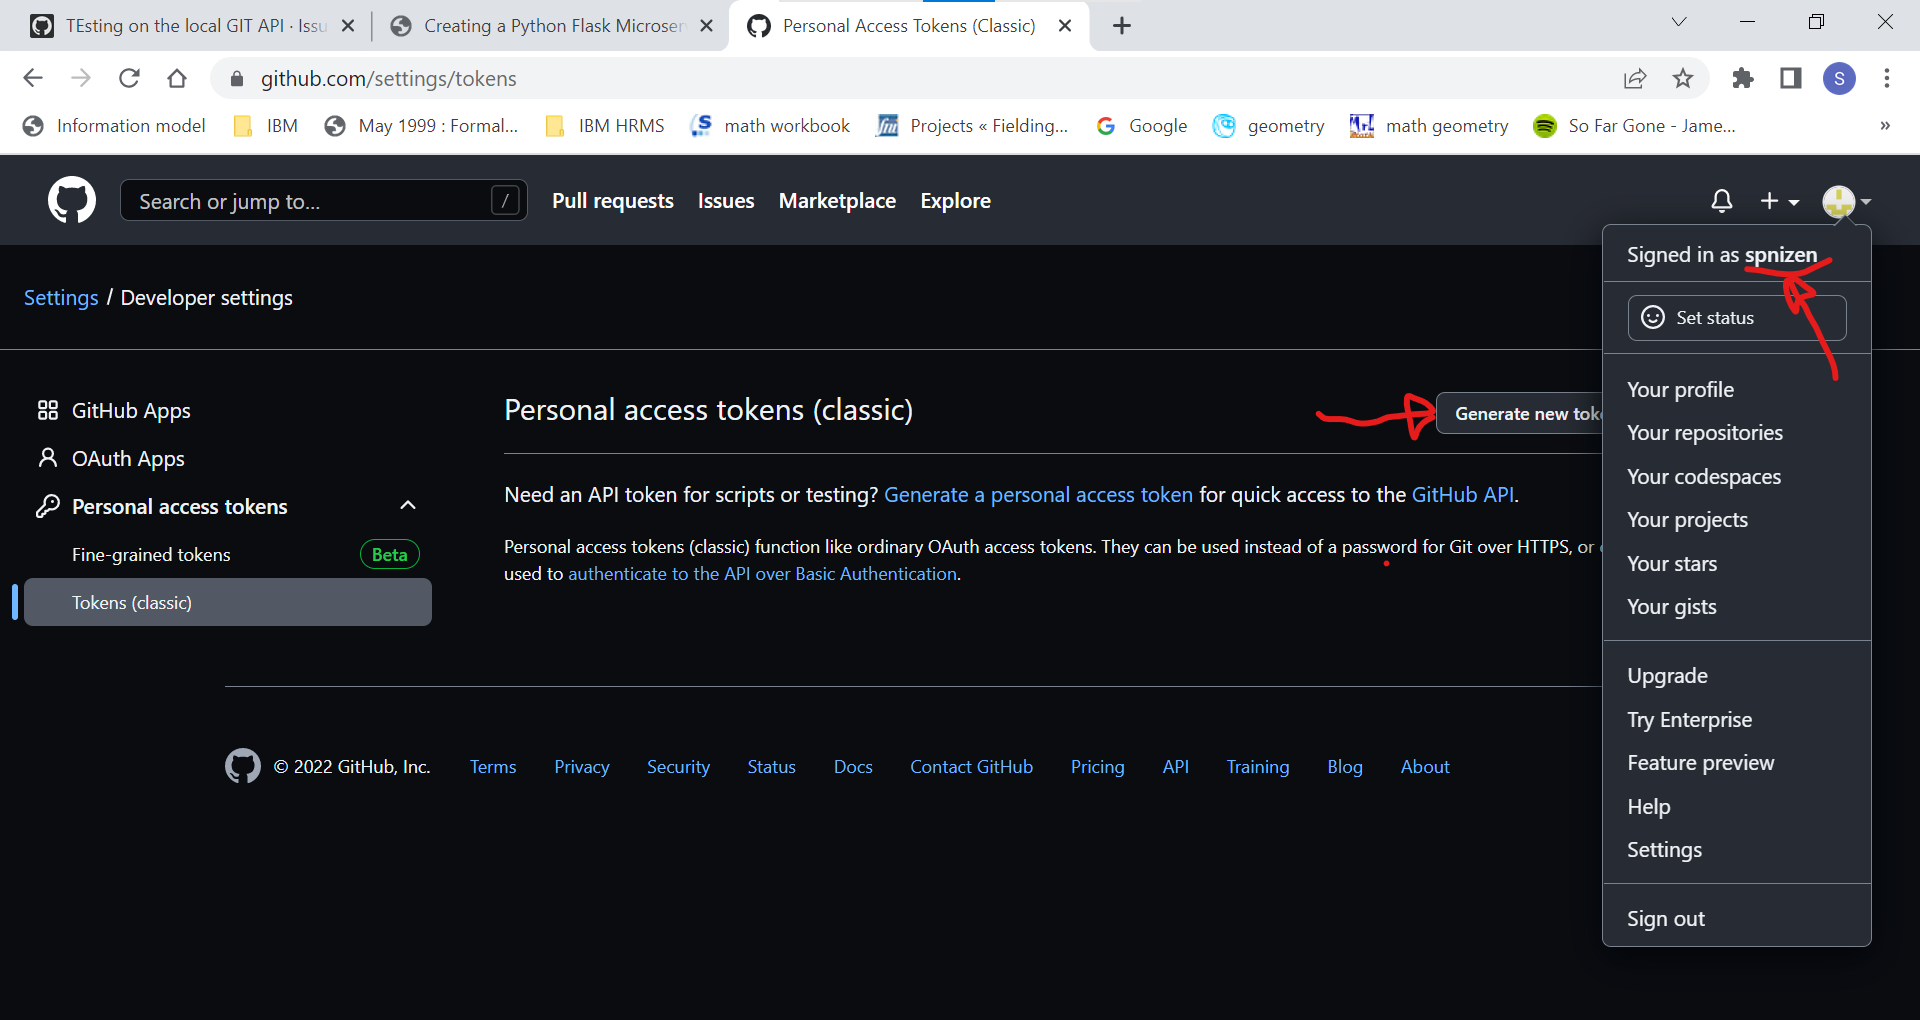 TEsting on the local GIT API · Issu
Creating a Python Flask Microser
Personal Access Tokens (Classic)
github.com/settings/tokens
S
Information model
IBM
May 1999 : Formal...
IBM HRMS
math workbook
Projects « Fielding...
Google
geometry
math geometry
So Far Gone - Jame...
»
Search or jump to...
/
Pull requests
Issues
Marketplace
Explore
Signed in as spnizen
Set status
Your profile
Your repositories
Your codespaces
Your projects
Your stars
Your gists
Upgrade
Try Enterprise
Feature preview
Help
Settings
Sign out
Settings / Developer settings
GitHub Apps
OAuth Apps
Personal access tokens
Fine-grained tokens
Beta
Tokens (classic)
Personal access tokens (classic)
Generate new toke
Need an API token for scripts or testing? Generate a personal access token for quick access to the GitHub API.
Personal access tokens (classic) function like ordinary OAuth access tokens. They can be used instead of a password for Git over HTTPS, or
used to authenticate to the API over Basic Authentication.
© 2022 GitHub, Inc.
Terms
Privacy
Security
Status
Docs
Contact GitHub
Pricing
API
Training
Blog
About